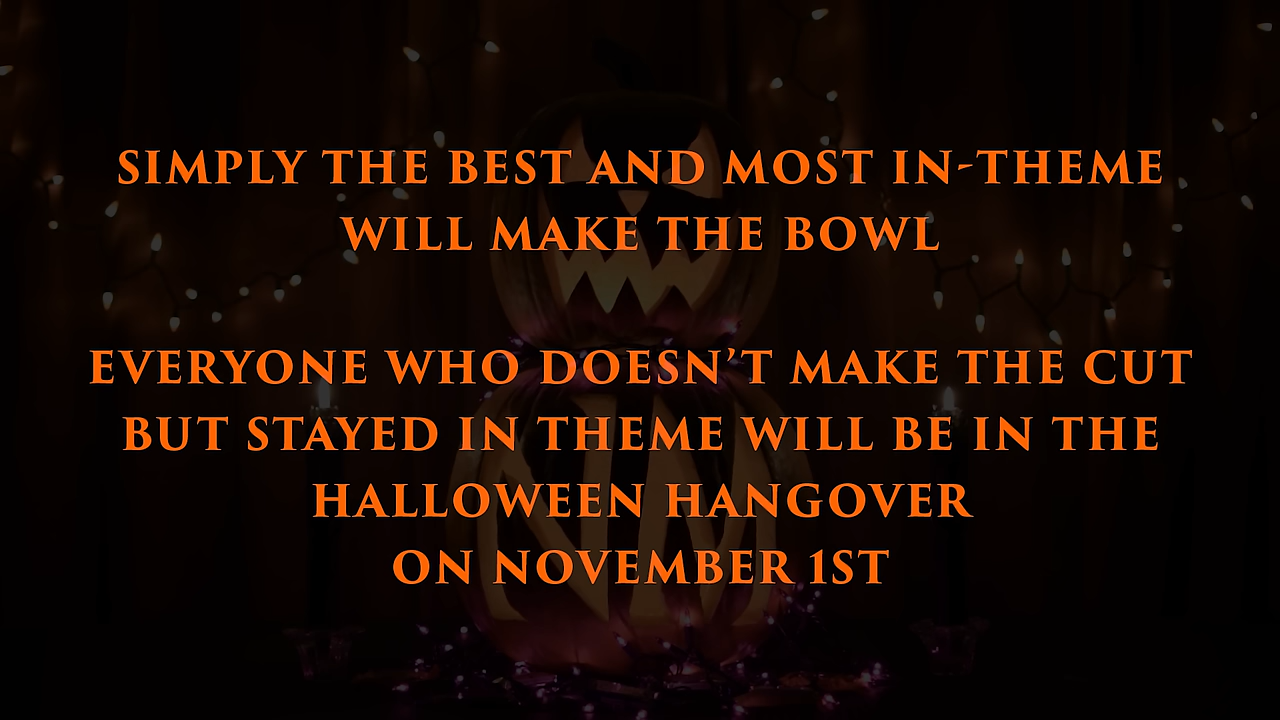 SIMPLY THE BEST AND MOST IN-THEME
WILL MAKE THE BOWL
EVERYONE WHO DOESN’T MAKE THE CUT
BUT STAYED IN THEME WILL BE IN THE
HALLOWEEN HANGOVER
ON NOVEMBER 1ST
NM